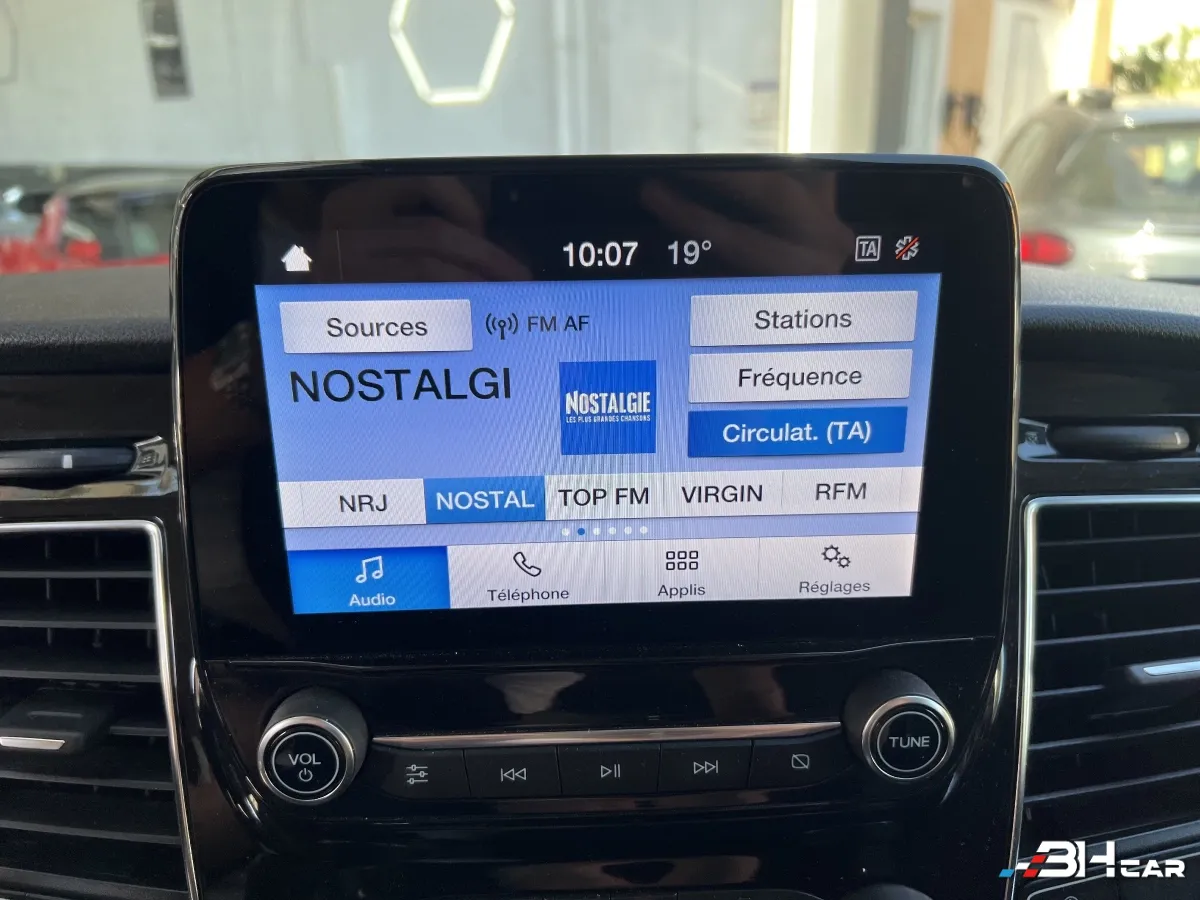 10:07 19°
TA
Sources
FM AF
Stations
NOSTALGI
NOSTALGIE
LES PLUS GRANDES CHANSONS
Fréquence
Circulat. (TA)
NRJ
NOSTAL
TOP FM
VIRGIN
RFM
Audio
Téléphone
Applis
Réglages
VOL
TUNE
3H CAR